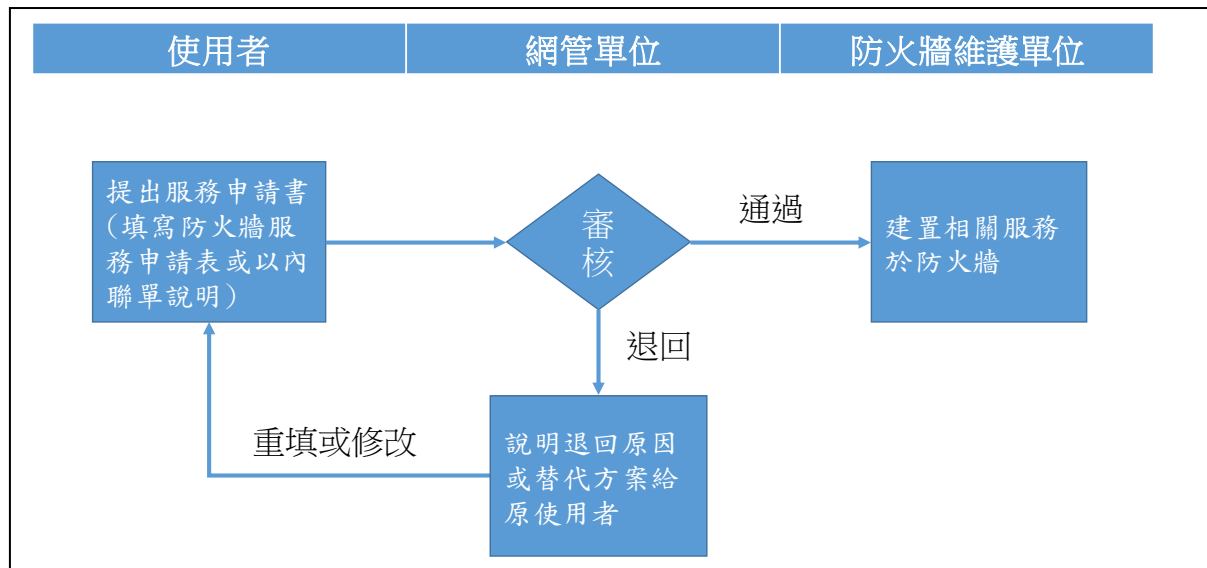 使用者
網管單位
防火牆維護單位
提出服務申請書
(填寫防火牆服
務申請表或以內
聯單說明)
審
核
通過
建置相關服務
於防火牆
退回
重填或修改
說明退回原因
或替代方案給
原使用者